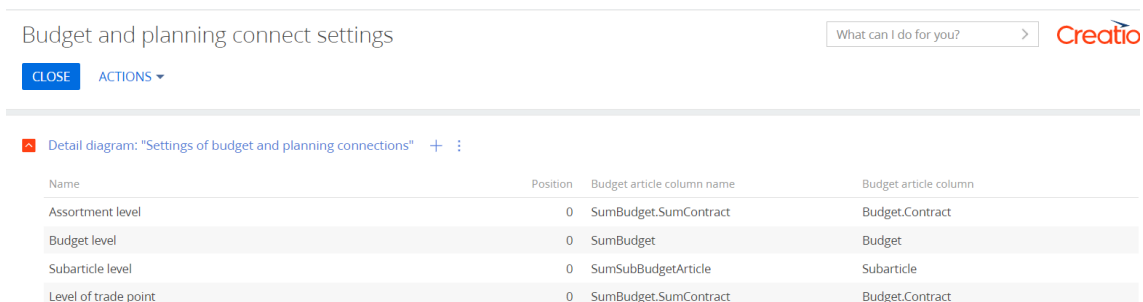 Budget and planning connect settings
What can I do for you?
Creatio
CLOSE ACTIONS
Detail diagram: "Settings of budget and planning connections"
Name Position Budget article column name Budget article column
Assortment level 0 SumBudget.SumContract Budget.Contract
Budget level 0 SumBudget Budget
Subarticle level 0 SumSubBudgetArticle Subarticle
Level of trade point 0 SumBudget.SumContract Budget.Contract